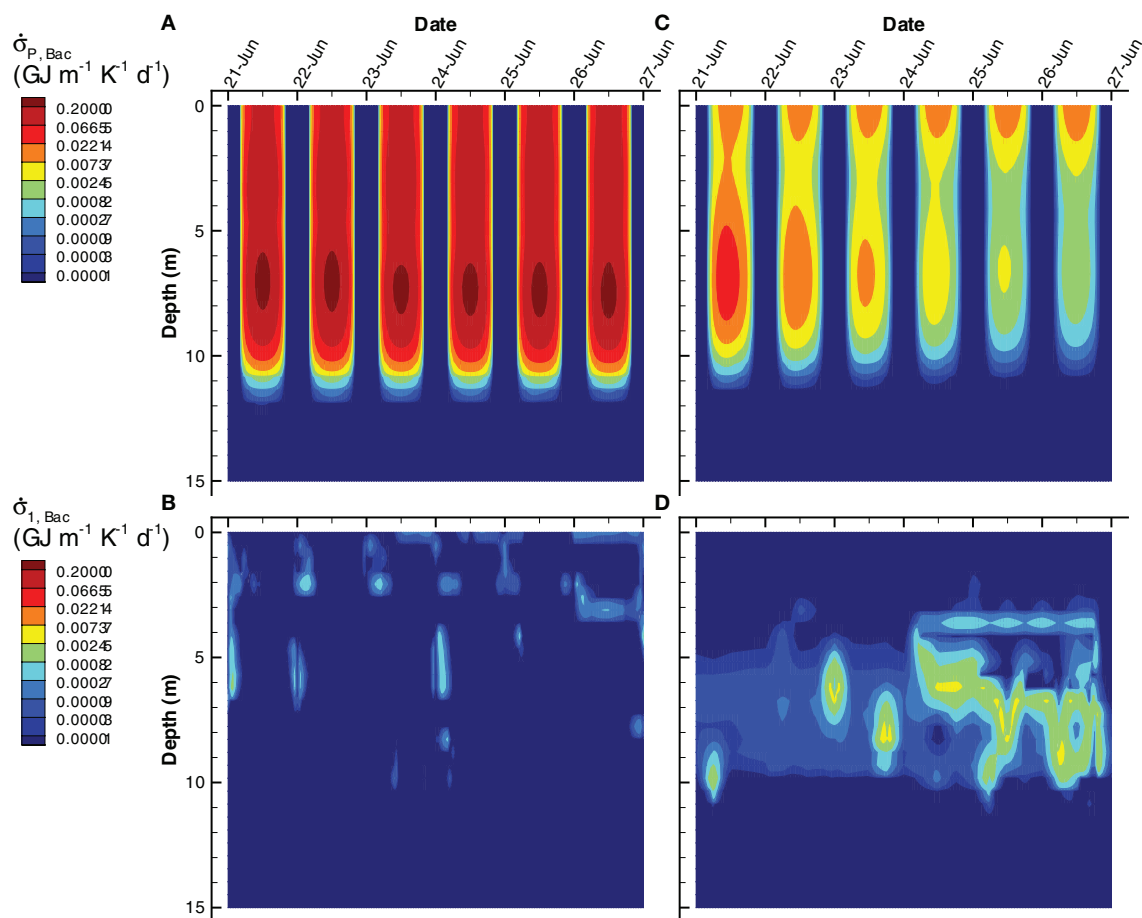 A
Date
C
Date
21-Jun
22-Jun
23-Jun
24-Jun
25-Jun
26-Jun
27-Jun
21-Jun
22-Jun
23-Jun
24-Jun
25-Jun
26-Jun
27-Jun
σ̇P, Bac
(GJ m⁻¹ K⁻¹ d⁻¹)
0.20000
0.06655
0.02214
0.00737
0.00245
0.00082
0.00027
0.00009
0.00003
0.00001
Depth (m)
0
5
10
15
B
D
σ̇1, Bac
(GJ m⁻¹ K⁻¹ d⁻¹)
0.20000
0.06655
0.02214
0.00737
0.00245
0.00082
0.00027
0.00009
0.00003
0.00001
Depth (m)
0
5
10
15